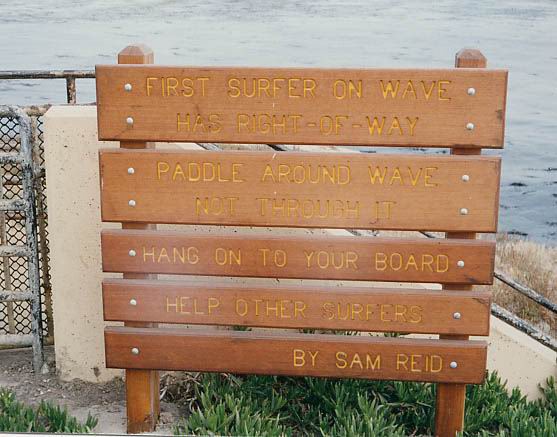 FIRST SURFER ON WAVE
HAS RIGHT-OF-WAY
PADDLE AROUND WAVE
NOT THROUGH IT
HANG ON TO YOUR BOARD
HELP OTHER SURFERS
BY SAM REID